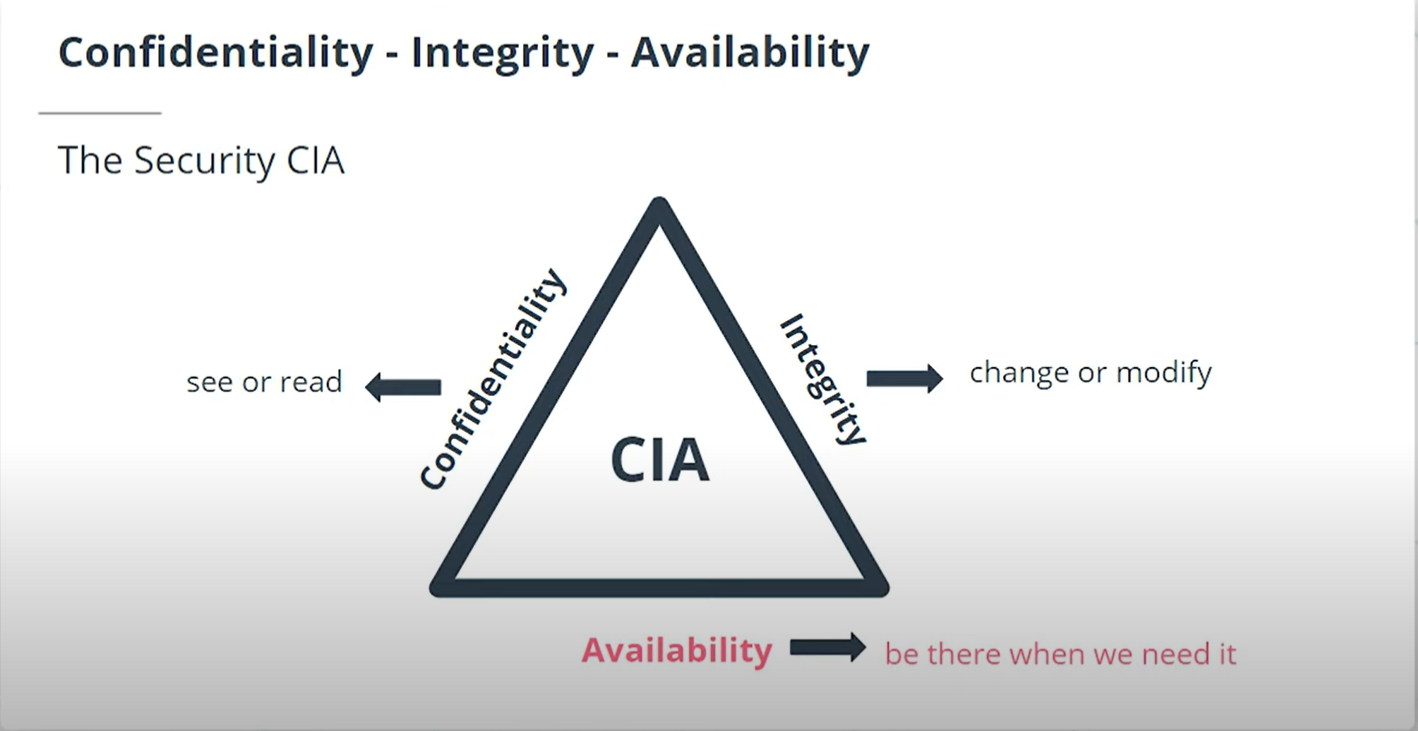 Confidentiality - Integrity - Availability
The Security CIA
Confidentiality
see or read
Integrity
change or modify
CIA
Availability
be there when we need it